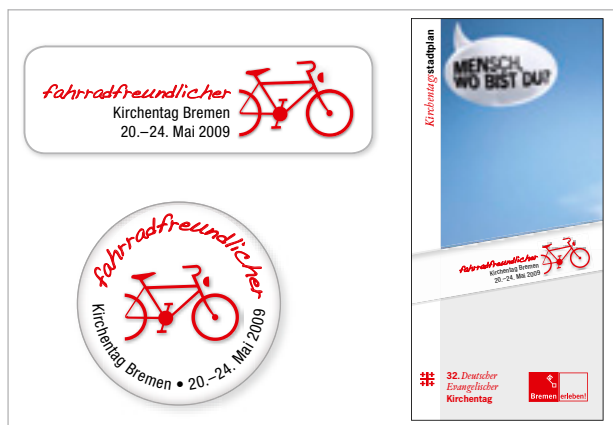 fahrradfreundlicher
Kirchentag Bremen
20.–24. Mai 2009
fahrradfreundlicher
Kirchentag Bremen • 20.–24. Mai 2009
Kirchentagsstadtplan
MENSCH,
WO BIST DU?
fahrradfreundlicher
Kirchentag Bremen
20.–24. Mai 2009
32. Deutscher
Evangelischer
Kirchentag
Bremen erleben!